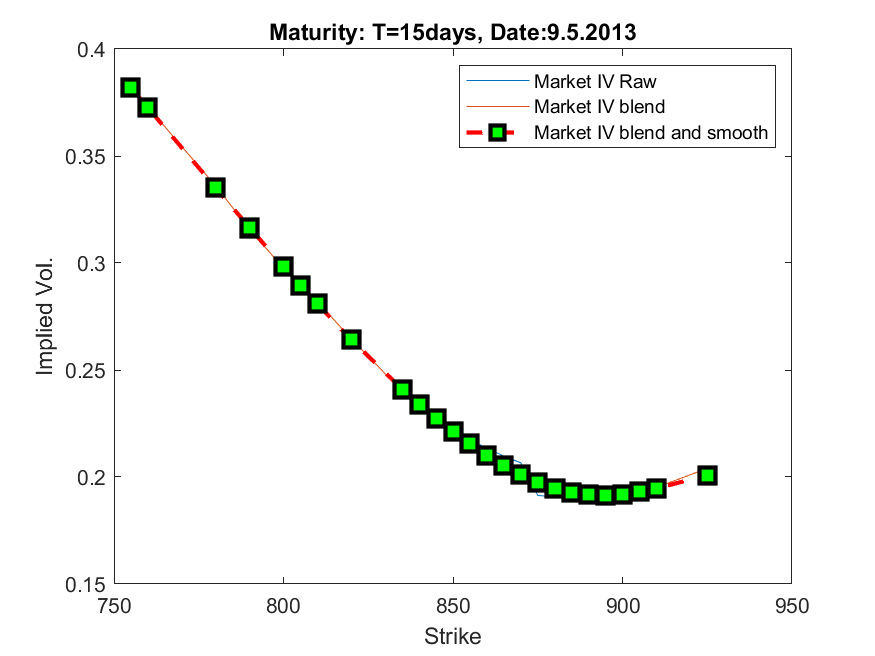 Maturity: T=15days, Date:9.5.2013
Market IV Raw
Market IV blend
Market IV blend and smooth
0.4
0.35
0.3
0.25
0.2
0.15
Implied Vol.
750 800 850 900 950
Strike